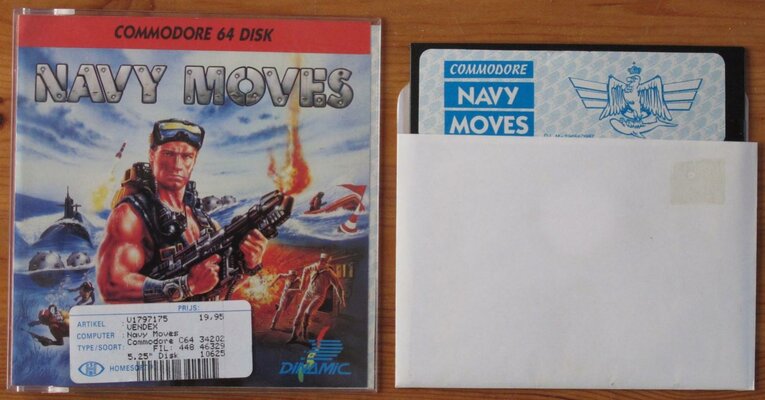 COMMODORE 64 DISK
NAVY MOVES
PRIJS:
ARTIKEL : U1797175 19,95
VENDEX
COMPUTER : Navy Moves
TYPE/SOORT: Commodore C64 34202
FIL: 448 46329
5.25" Disk 10625
HOMESOFT
DINAMIC
COMMODORE
NAVY
MOVES